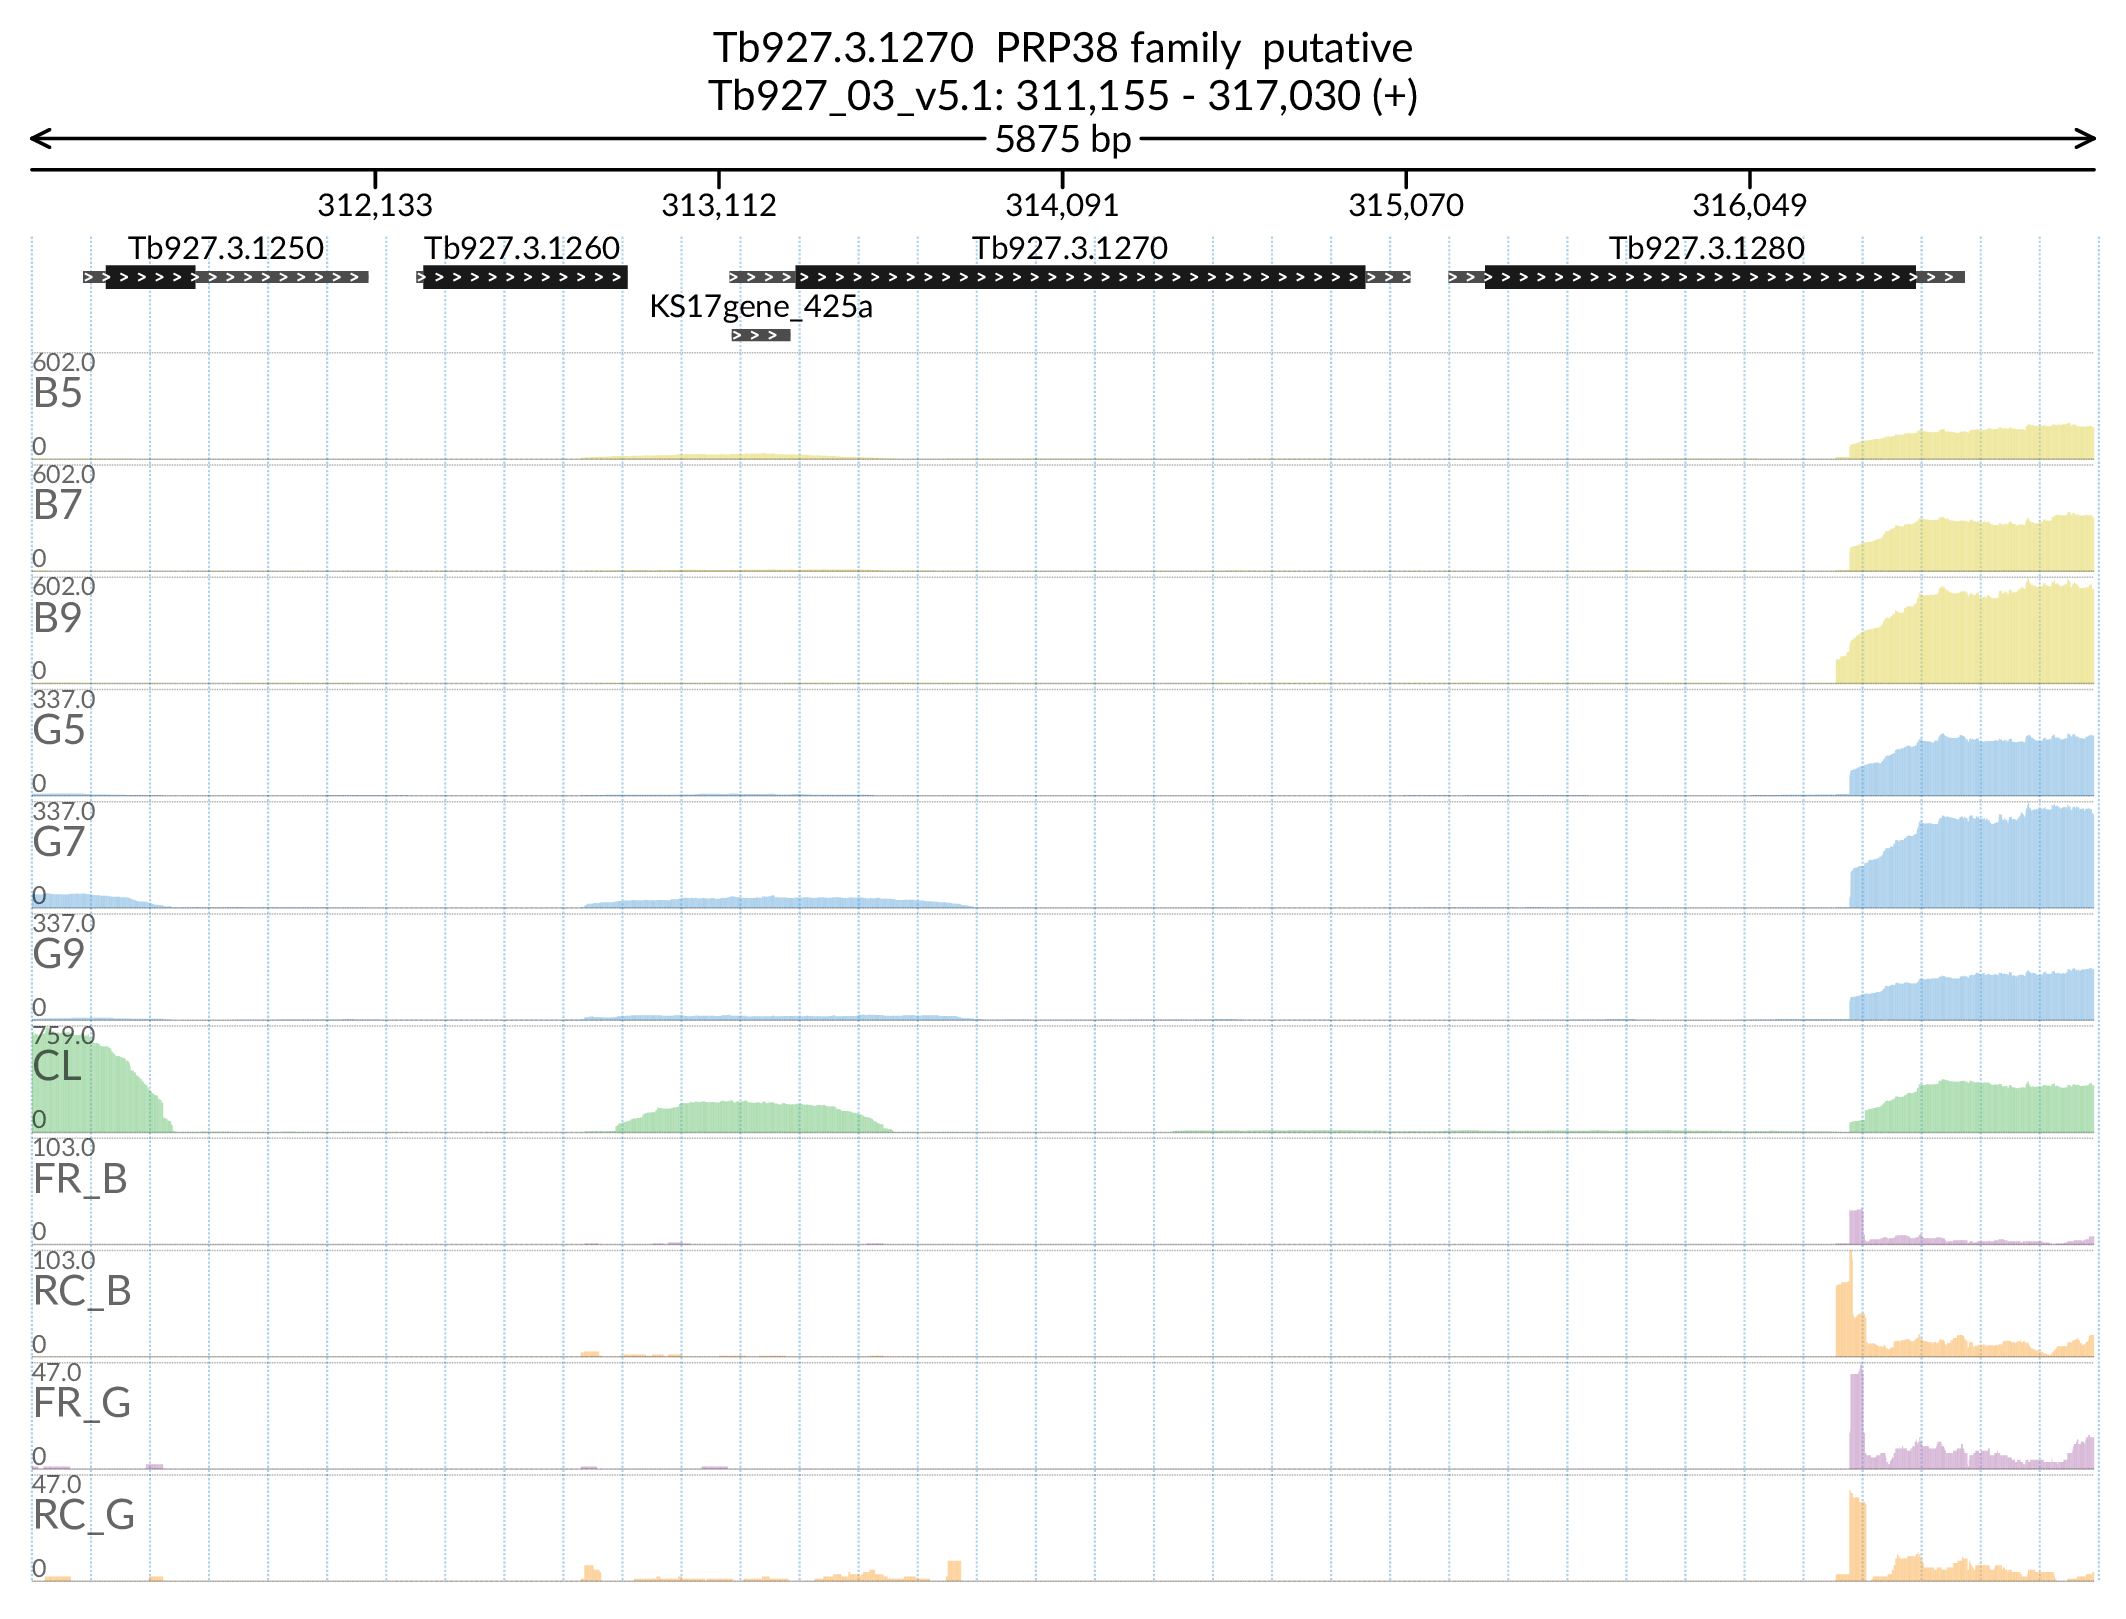 Tb927.3.1270  PRP38 family  putative
Tb927_03_v5.1: 311,155 - 317,030 (+)
5875 bp
312,133 313,112 314,091 315,070 316,049
Tb927.3.1250 Tb927.3.1260 Tb927.3.1270 Tb927.3.1280
KS17gene_425a
602.0
B5
0
602.0
B7
0
602.0
B9
0
337.0
G5
0
337.0
G7
0
337.0
G9
0
759.0
CL
0
103.0
FR_B
0
103.0
RC_B
0
47.0
FR_G
0
47.0
RC_G
0